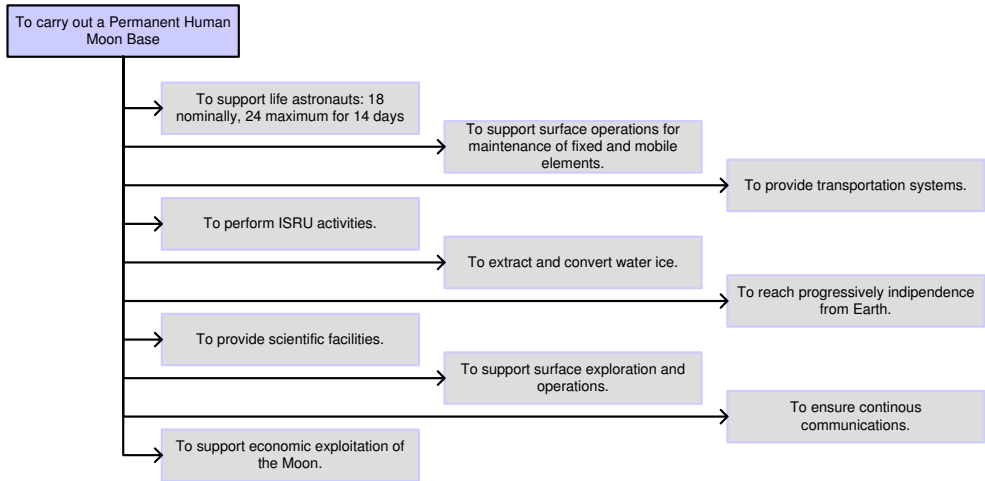 To carry out a Permanent Human
Moon Base
To support life astronauts: 18
nominally, 24 maximum for 14 days
To support surface operations for
maintenance of fixed and mobile
elements.
To provide transportation systems.
To perform ISRU activities.
To extract and convert water ice.
To reach progressively indipendence
from Earth.
To provide scientific facilities.
To support surface exploration and
operations.
To ensure continous
communications.
To support economic exploitation of
the Moon.